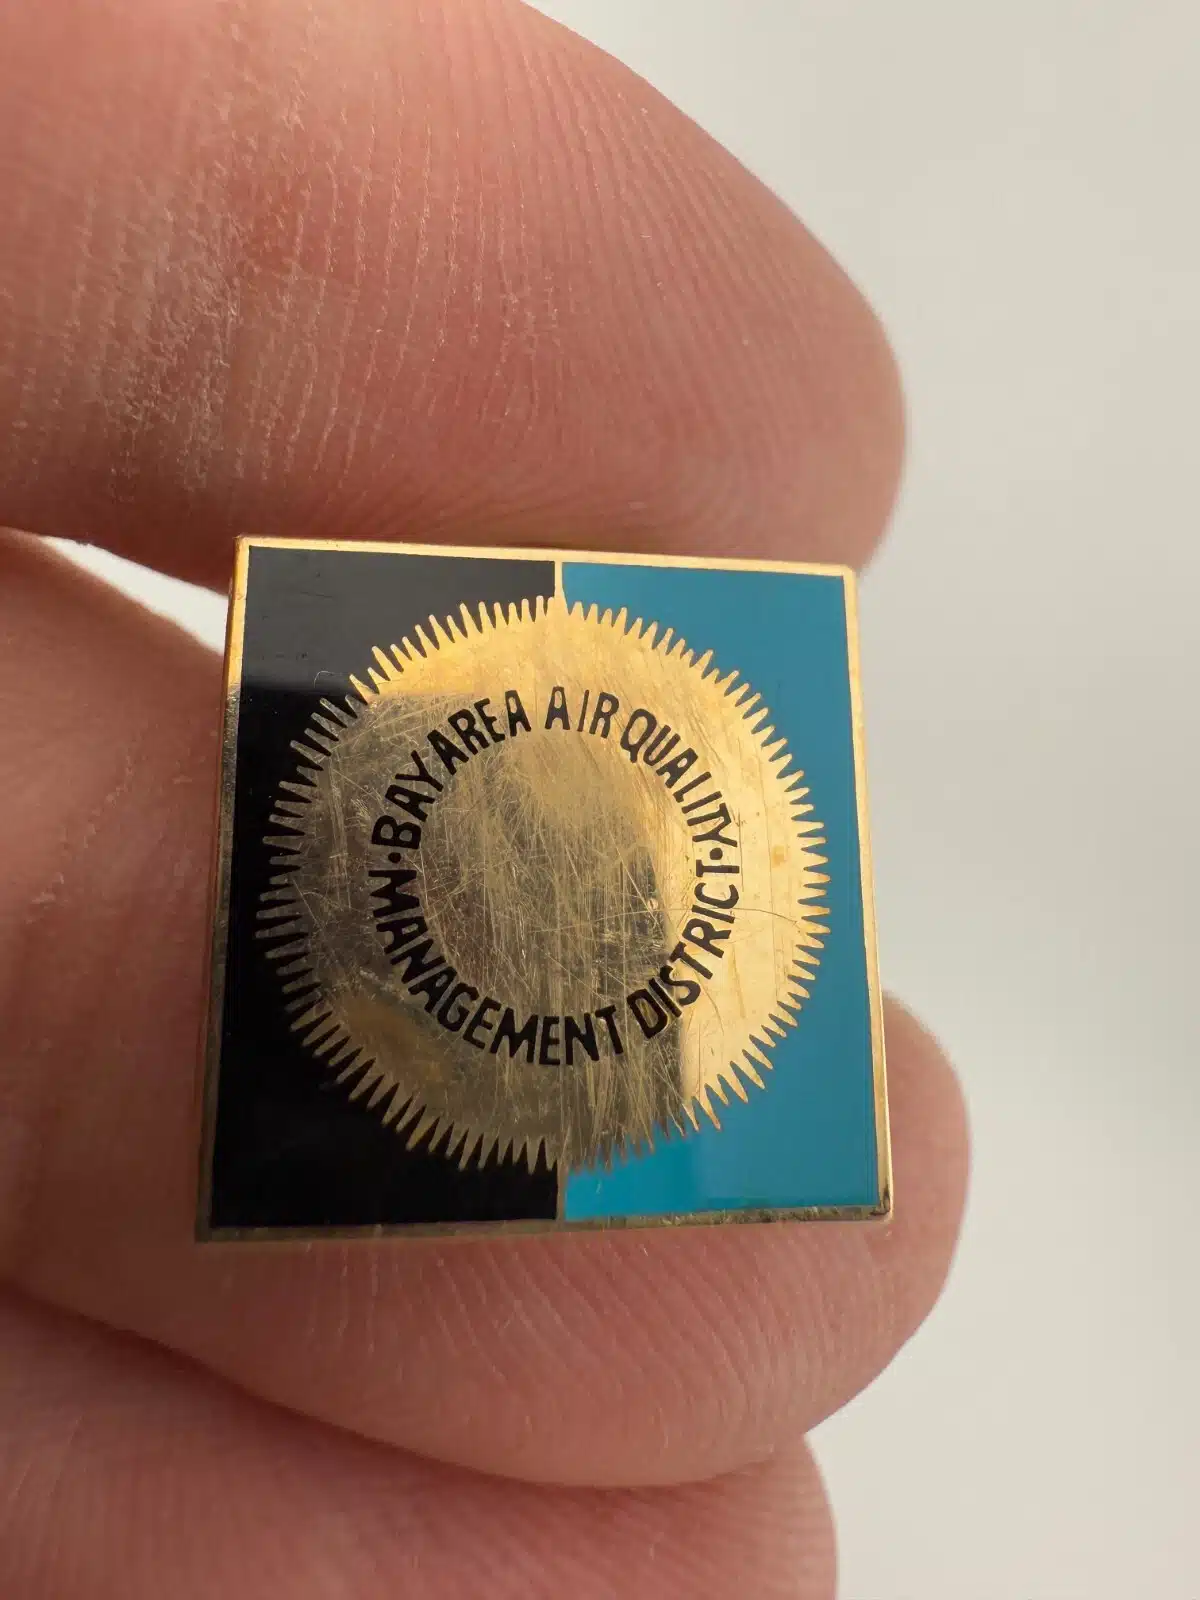 BAY AREA AIR QUALITY
· MANAGEMENT DISTRICT ·